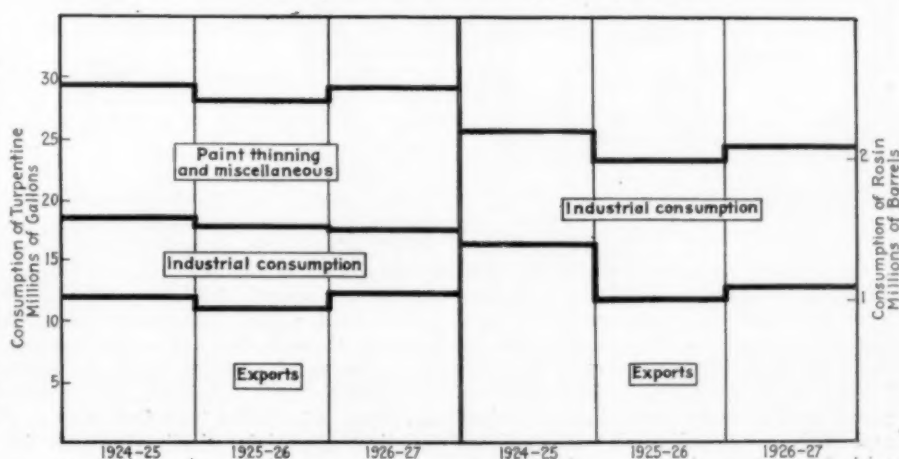 Consumption of Turpentine
Millions of Gallons
30
25
20
15
10
5
Paint thinning
and miscellaneous
Industrial consumption
Exports
1924-25
1925-26
1926-27
Industrial consumption
Exports
1924-25
1925-26
1926-27
2
1
Consumption of Rosin
Millions of Barrels